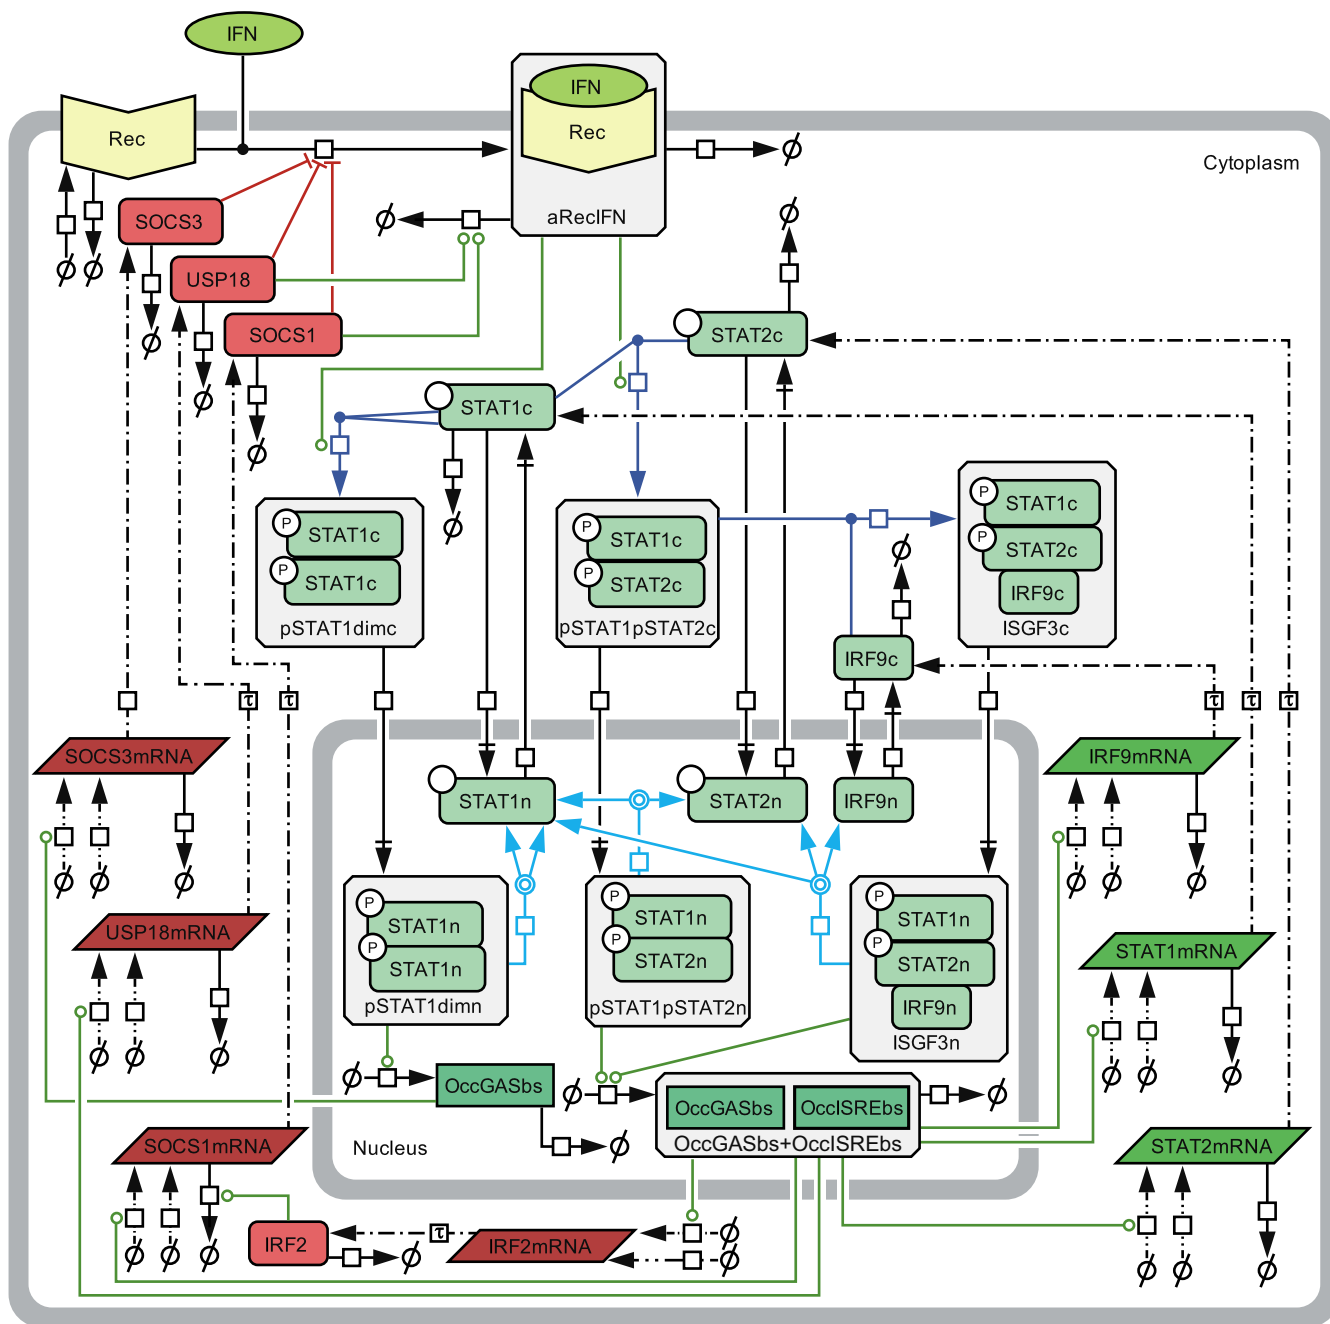 IFN
IFN
Rec
Rec
Cytoplasm
aRecIFN
SOCS3
USP18
SOCS1
STAT2c
STAT1c
P
STAT1c
P
STAT1c
pSTAT1dimc
P
STAT1c
P
STAT2c
pSTAT1pSTAT2c
P
STAT1c
P
STAT2c
IRF9c
ISGF3c
IRF9c
τ
τ
τ
τ
τ
SOCS3mRNA
IRF9mRNA
STAT1n
STAT2n
IRF9n
P
STAT1n
P
STAT1n
pSTAT1dimn
P
STAT1n
P
STAT2n
pSTAT1pSTAT2n
P
STAT1n
P
STAT2n
IRF9n
ISGF3n
USP18mRNA
STAT1mRNA
OccGASbs
OccGASbs
OccISREbs
OccGASbs+OccISREbs
Nucleus
SOCS1mRNA
STAT2mRNA
IRF2
τ
IRF2mRNA